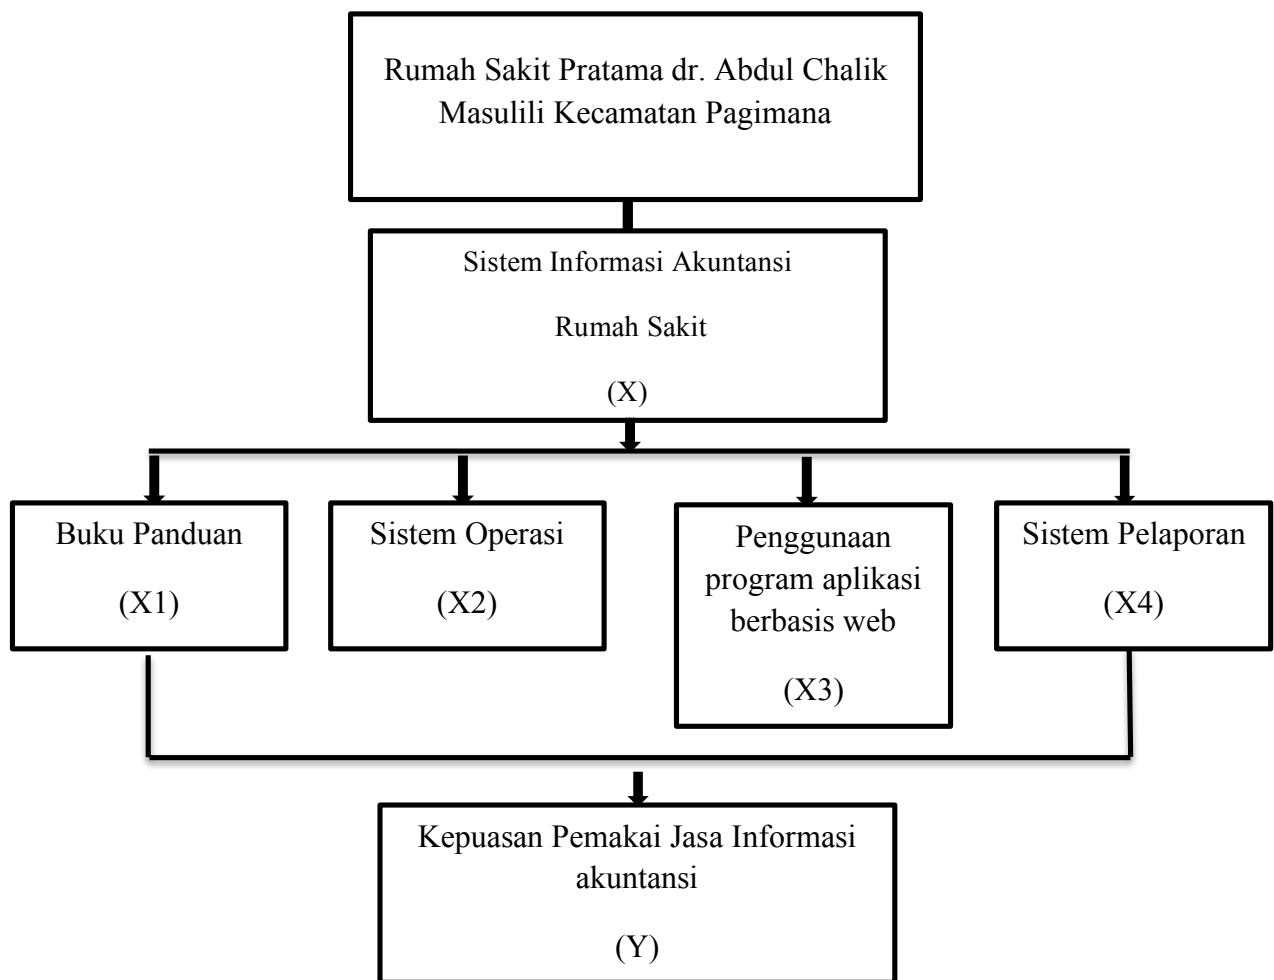 Rumah Sakit Pratama dr. Abdul Chalik
Masulili Kecamatan Pagimana
Sistem Informasi Akuntansi
Rumah Sakit
(X)
Buku Panduan
(X1)
Sistem Operasi
(X2)
Penggunaan
program aplikasi
berbasis web
(X3)
Sistem Pelaporan
(X4)
Kepuasan Pemakai Jasa Informasi
akuntansi
(Y)